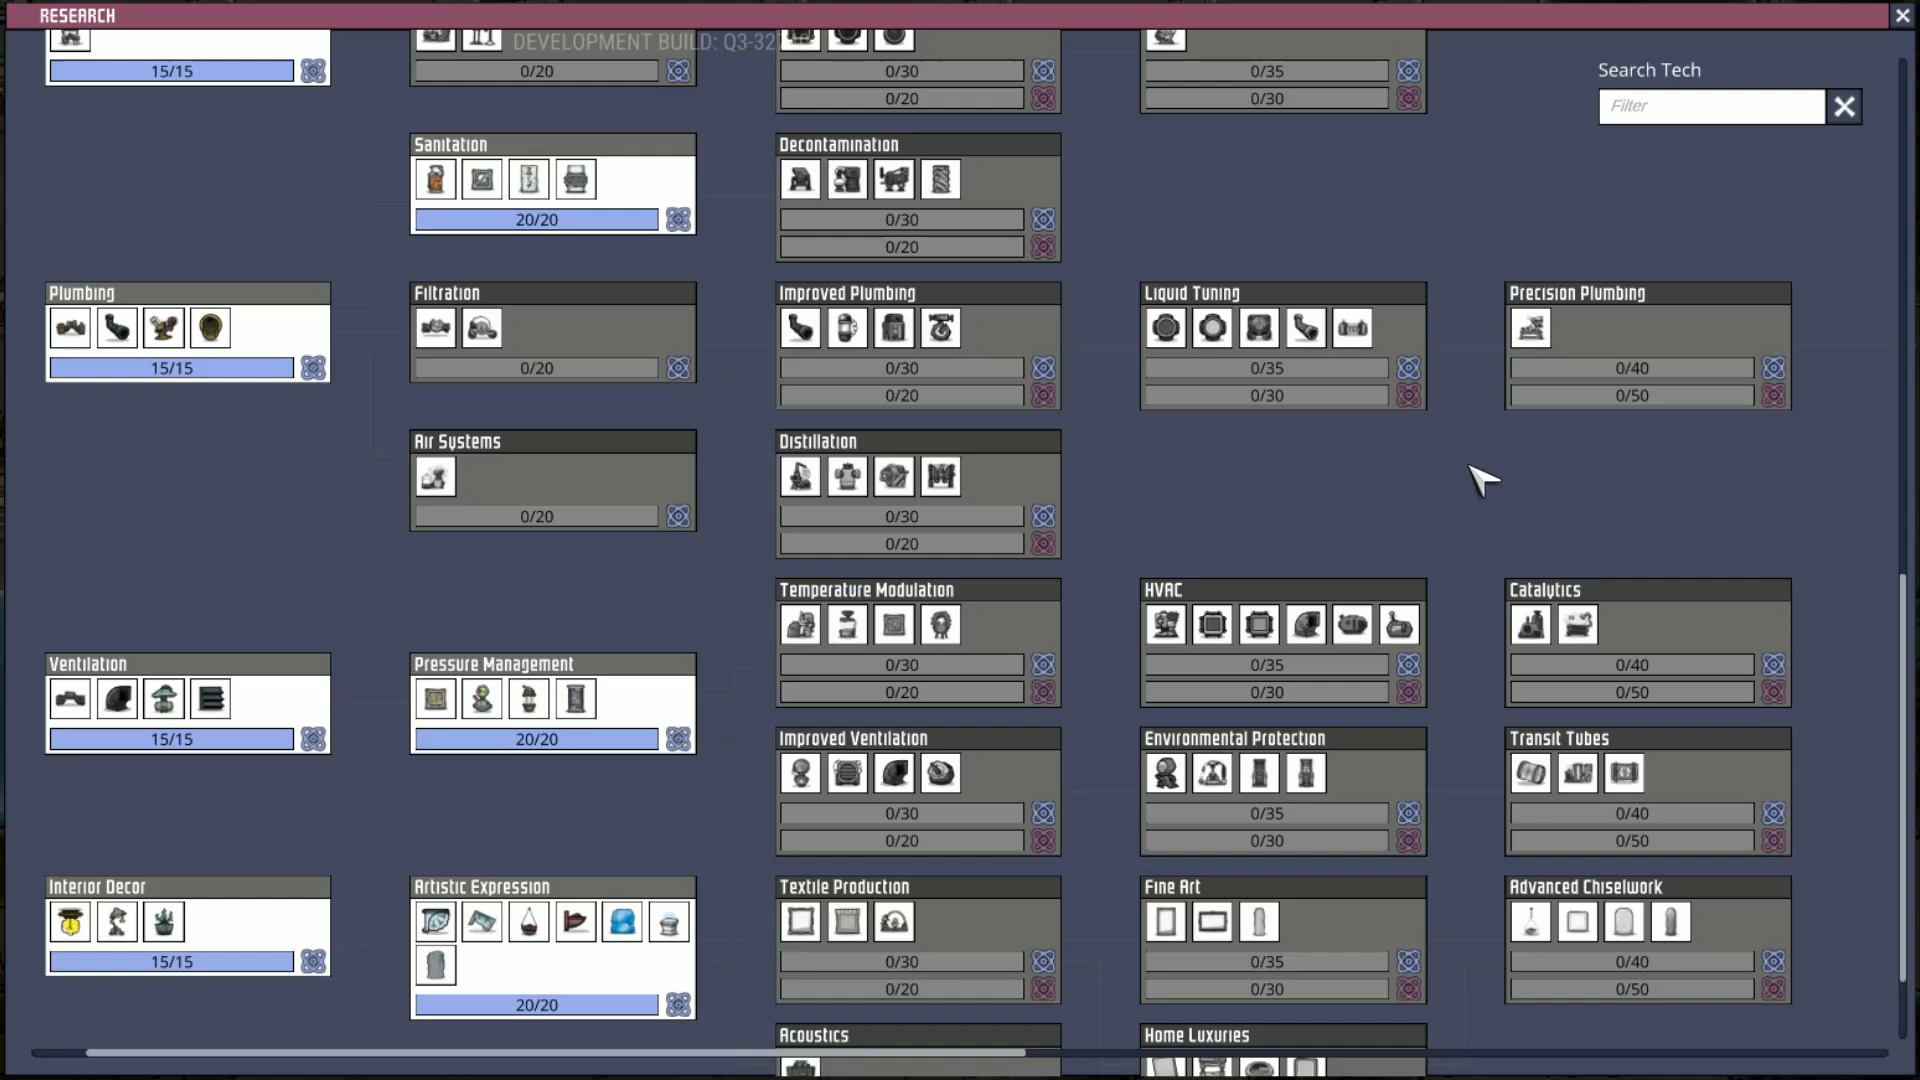 RESEARCH
DEVELOPMENT BUILD: Q3-327
15/15
0/20
0/30
0/20
0/35
0/30
Search Tech
Filter
Sanitation
20/20
Decontamination
0/30
0/20
Plumbing
15/15
Filtration
0/20
Improved Plumbing
0/30
0/20
Liquid Tuning
0/35
0/30
Precision Plumbing
0/40
0/50
Air Systems
0/20
Distillation
0/30
0/20
Temperature Modulation
0/30
0/20
HVAC
0/35
0/30
Catalytics
0/40
0/50
Ventilation
15/15
Pressure Management
20/20
Improved Ventilation
0/30
0/20
Environmental Protection
0/35
0/30
Transit Tubes
0/40
0/50
Interior Decor
15/15
Artistic Expression
20/20
Textile Production
0/30
0/20
Fine Art
0/35
0/30
Advanced Chiselwork
0/40
0/50
Acoustics
Home Luxuries